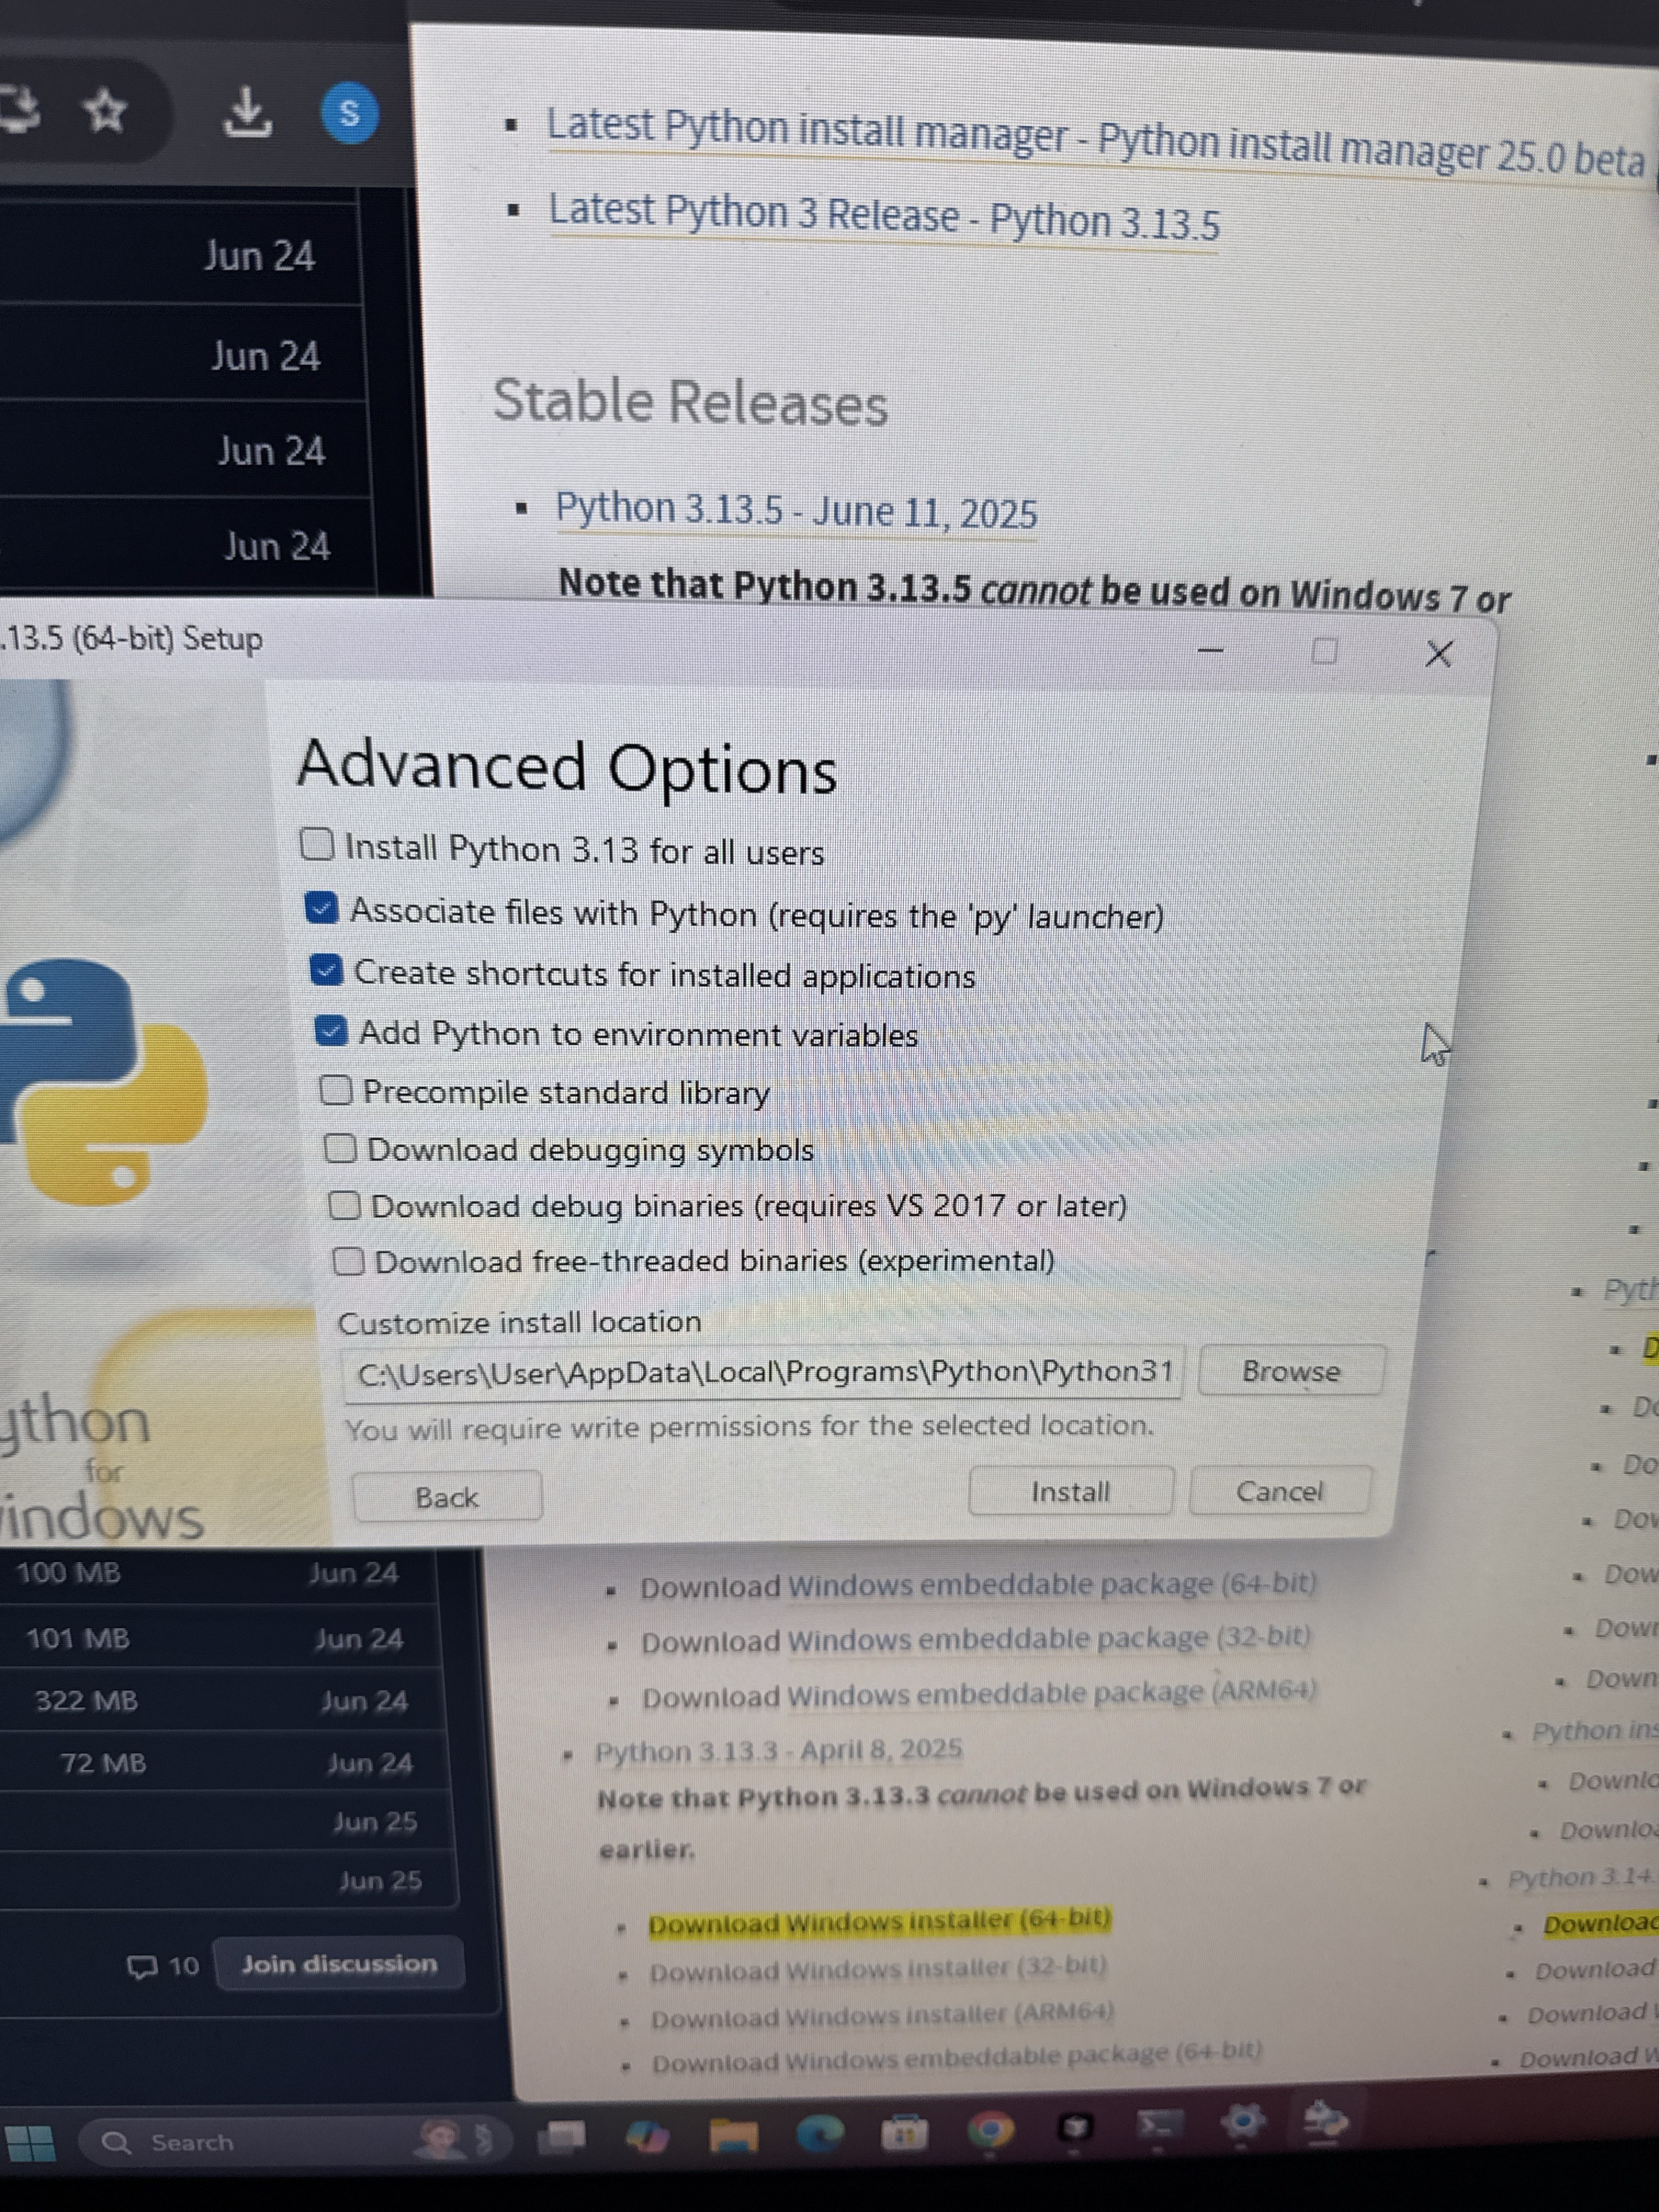 S
Latest Python install manager - Python install manager 25.0 beta
Latest Python 3 Release - Python 3.13.5
Jun 24
Jun 24
Jun 24
Jun 24
Stable Releases
Python 3.13.5 - June 11, 2025
Note that Python 3.13.5 cannot be used on Windows 7 or
.13.5 (64-bit) Setup
Advanced Options
Install Python 3.13 for all users
Associate files with Python (requires the 'py' launcher)
Create shortcuts for installed applications
Add Python to environment variables
Precompile standard library
Download debugging symbols
Download debug binaries (requires VS 2017 or later)
Download free-threaded binaries (experimental)
Customize install location
C:\Users\User\AppData\Local\Programs\Python\Python31
Browse
You will require write permissions for the selected location.
Back
Install
Cancel
ython
for
indows
100 MB Jun 24
101 MB Jun 24
322 MB Jun 24
72 MB Jun 24
Jun 25
Jun 25
10
Join discussion
Download Windows embeddable package (64-bit)
Download Windows embeddable package (32-bit)
Download Windows embeddable package (ARM64)
Python 3.13.3 - April 8, 2025
Note that Python 3.13.3 cannot be used on Windows 7 or
earlier.
Download Windows installer (64-bit)
Download Windows installer (32-bit)
Download Windows installer (ARM64)
Download Windows embeddable package (64-bit)
Pyth
D
Do
Do
Dow
Dow
Down
Down
Python ins
Downlo
Downloa
Python 3.14.
Download
Download
Download W
Download W
Search